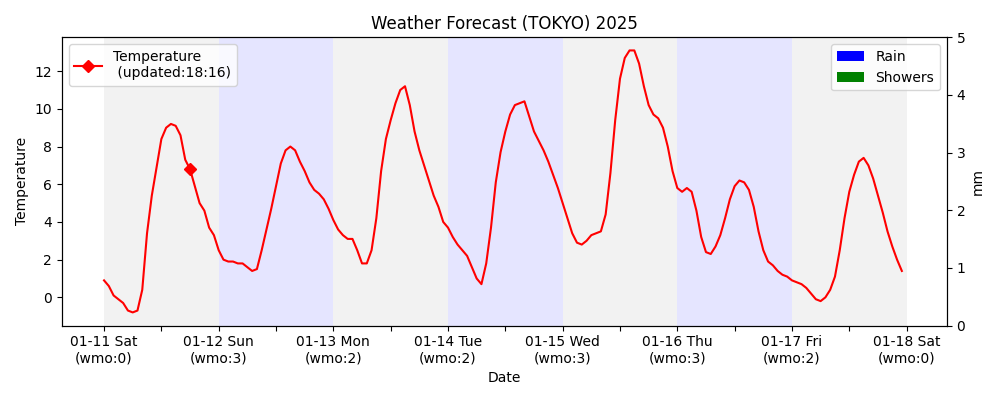 Weather Forecast (TOKYO) 2025
Temperature
(updated:18:16)
Rain
Showers
Temperature
12
10
8
6
4
2
0
5
4
3
2
1
0
mm
01-11 Sat
(wmo:0)
01-12 Sun
(wmo:3)
01-13 Mon
(wmo:2)
01-14 Tue
(wmo:2)
01-15 Wed
(wmo:3)
01-16 Thu
(wmo:3)
01-17 Fri
(wmo:2)
01-18 Sat
(wmo:0)
Date